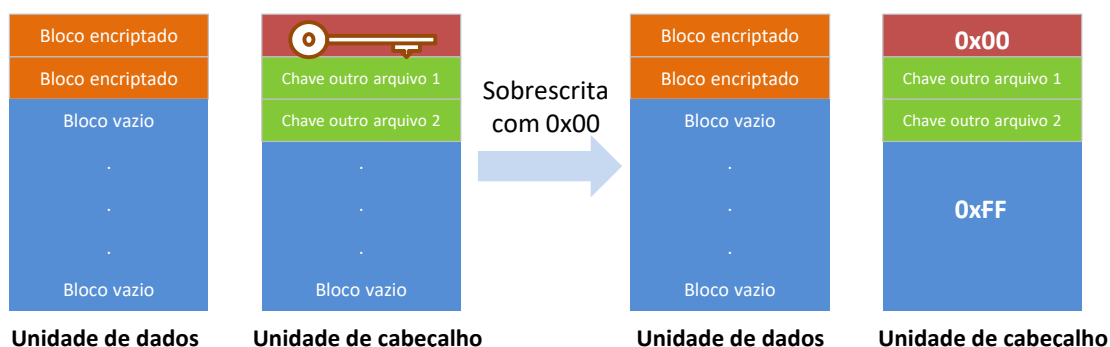 Bloco encriptado
Bloco encriptado
Bloco vazio
.
.
.
Bloco vazio
Unidade de dados
Chave outro arquivo 1
Chave outro arquivo 2
.
.
.
Bloco vazio
Unidade de cabeçalho
Sobrescrita
com 0x00
Bloco encriptado
Bloco encriptado
Bloco vazio
.
.
.
Bloco vazio
Unidade de dados
0x00
Chave outro arquivo 1
Chave outro arquivo 2
0xFF
Unidade de cabeçalho